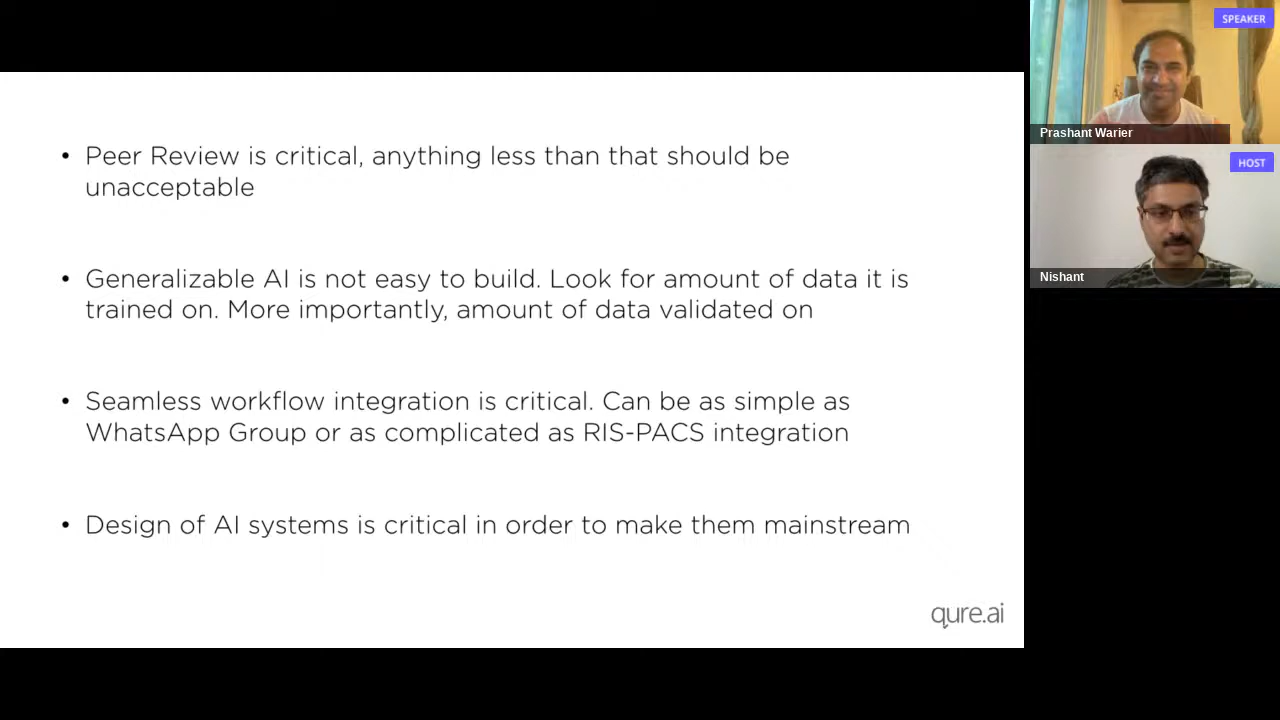 • Peer Review is critical, anything less than that should be
unacceptable
• Generalizable AI is not easy to build. Look for amount of data it is
trained on. More importantly, amount of data validated on
• Seamless workflow integration is critical. Can be as simple as
WhatsApp Group or as complicated as RIS-PACS integration
• Design of AI systems is critical in order to make them mainstream
qure.ai
SPEAKER
Prashant Warier
HOST
Nishant